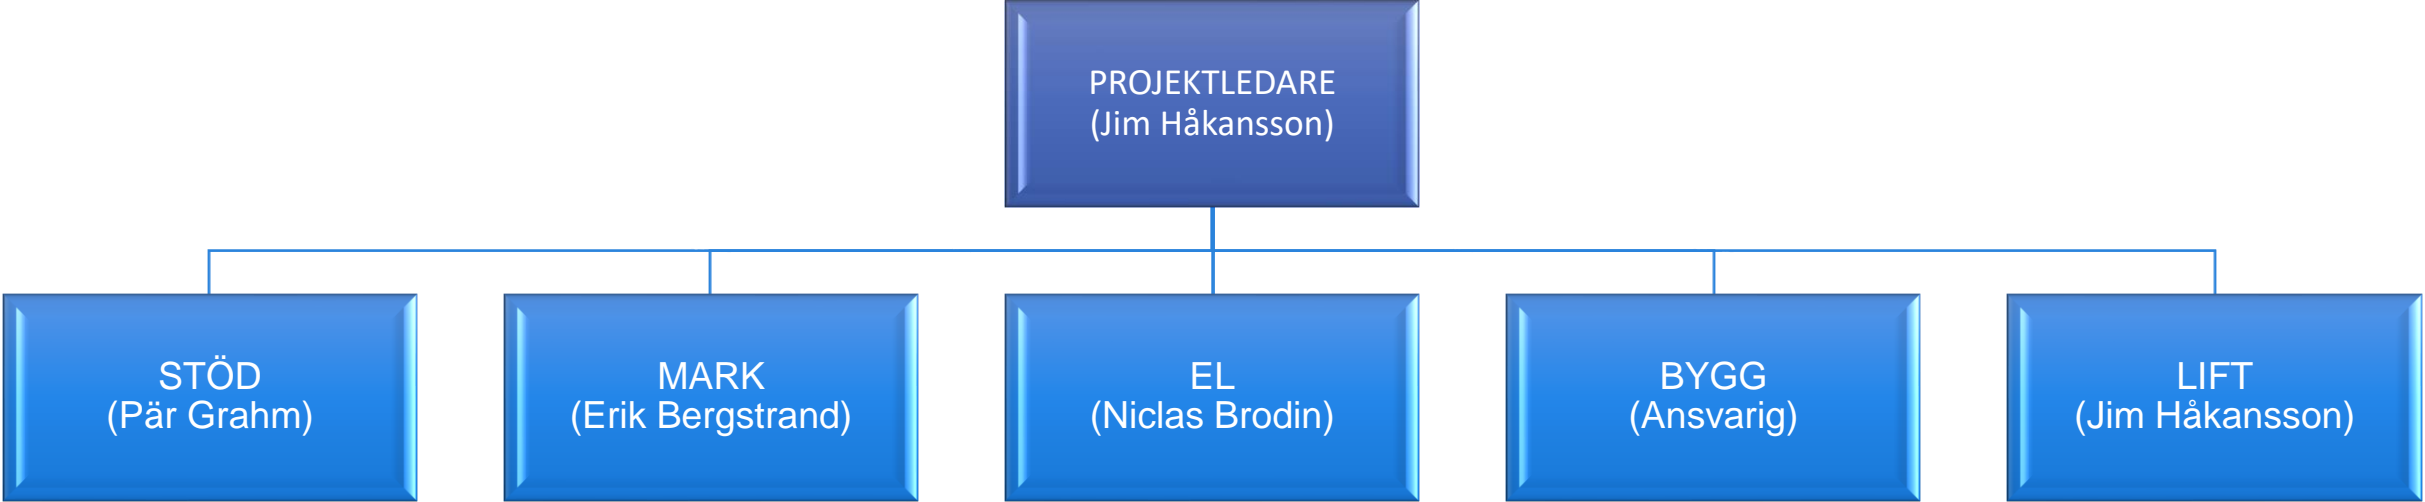 PROJEKTLEDARE
(Jim Håkansson)
STÖD
(Pär Grahm)
MARK
(Erik Bergstrand)
EL
(Niclas Brodin)
BYGG
(Ansvarig)
LIFT
(Jim Håkansson)